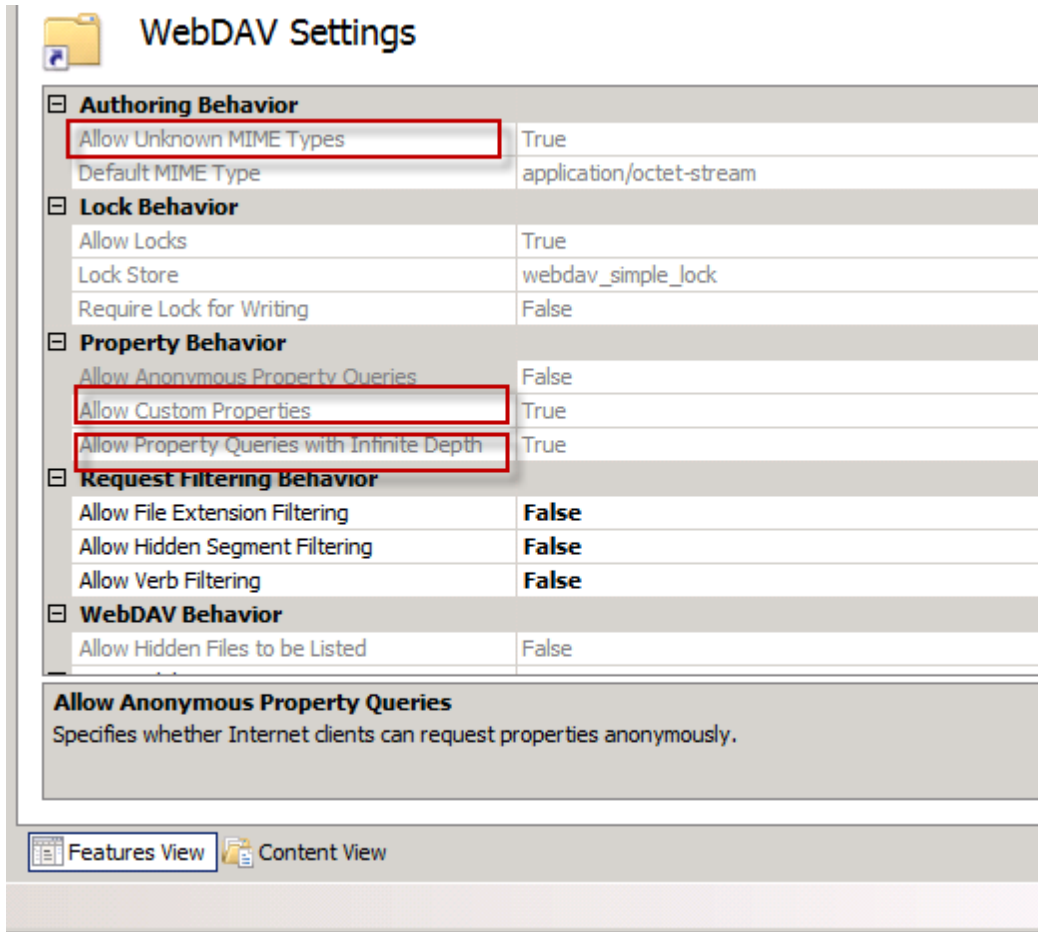 WebDAV Settings
Authoring Behavior
Allow Unknown MIME Types True
Default MIME Type application/octet-stream
Lock Behavior
Allow Locks True
Lock Store webdav_simple_lock
Require Lock for Writing False
Property Behavior
Allow Anonymous Property Queries False
Allow Custom Properties True
Allow Property Queries with Infinite Depth True
Request Filtering Behavior
Allow File Extension Filtering False
Allow Hidden Segment Filtering False
Allow Verb Filtering False
WebDAV Behavior
Allow Hidden Files to be Listed False
Allow Anonymous Property Queries
Specifies whether Internet clients can request properties anonymously.
Features View Content View